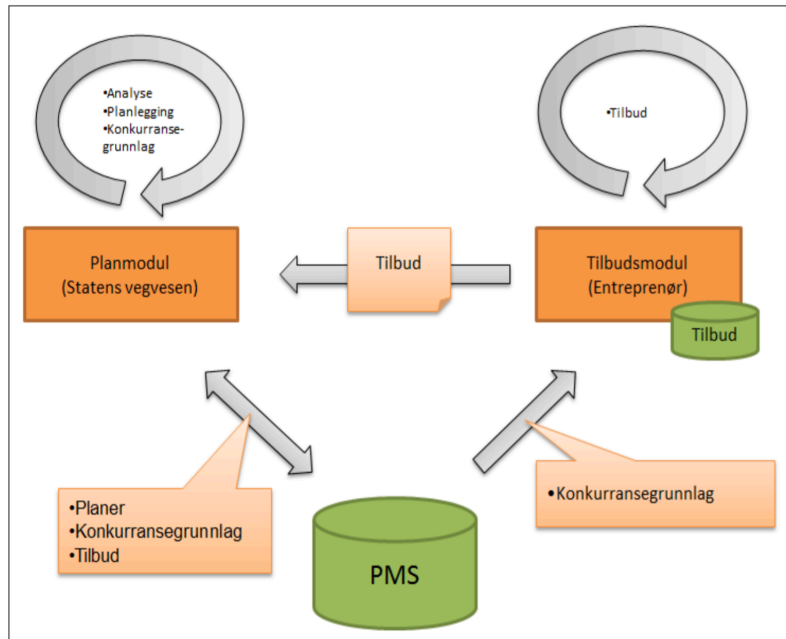 •Analyse
•Planlegging
•Konkurranse-
grunnlag
•Tilbud
Planmodul
(Statens vegvesen)
Tilbud
Tilbudsmodul
(Entreprenør)
Tilbud
•Planer
•Konkurransegrunnlag
•Tilbud
•Konkurransegrunnlag
PMS